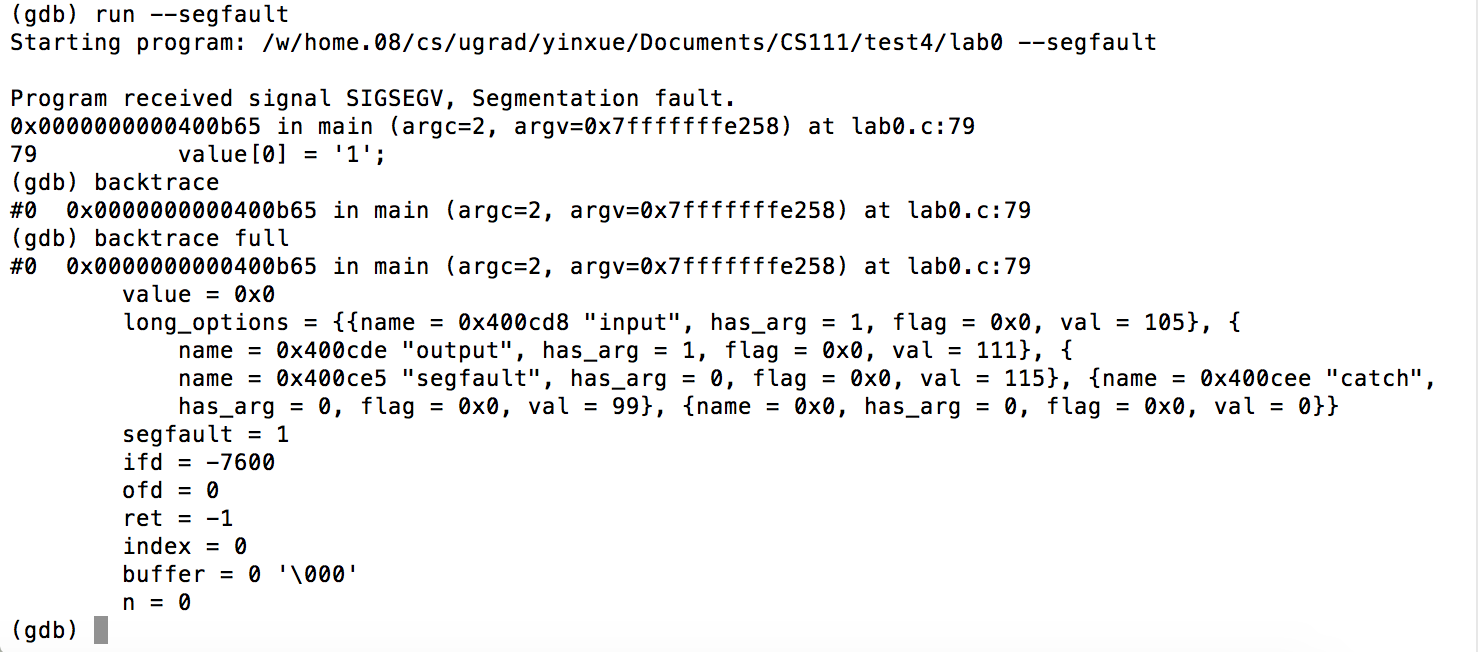 (gdb) run --segfault
Starting program: /w/home.08/cs/ugrad/yinxue/Documents/CS111/test4/lab0 --segfault

Program received signal SIGSEGV, Segmentation fault.
0x0000000000400b65 in main (argc=2, argv=0x7fffffffe258) at lab0.c:79
79          value[0] = '1';
(gdb) backtrace
#0  0x0000000000400b65 in main (argc=2, argv=0x7fffffffe258) at lab0.c:79
(gdb) backtrace full
#0  0x0000000000400b65 in main (argc=2, argv=0x7fffffffe258) at lab0.c:79
        value = 0x0
        long_options = {{name = 0x400cd8 "input", has_arg = 1, flag = 0x0, val = 105}, {
            name = 0x400cde "output", has_arg = 1, flag = 0x0, val = 111}, {
            name = 0x400ce5 "segfault", has_arg = 0, flag = 0x0, val = 115}, {name = 0x400cee "catch",
            has_arg = 0, flag = 0x0, val = 99}, {name = 0x0, has_arg = 0, flag = 0x0, val = 0}}
        segfault = 1
        ifd = -7600
        ofd = 0
        ret = -1
        index = 0
        buffer = 0 '\000'
        n = 0
(gdb)